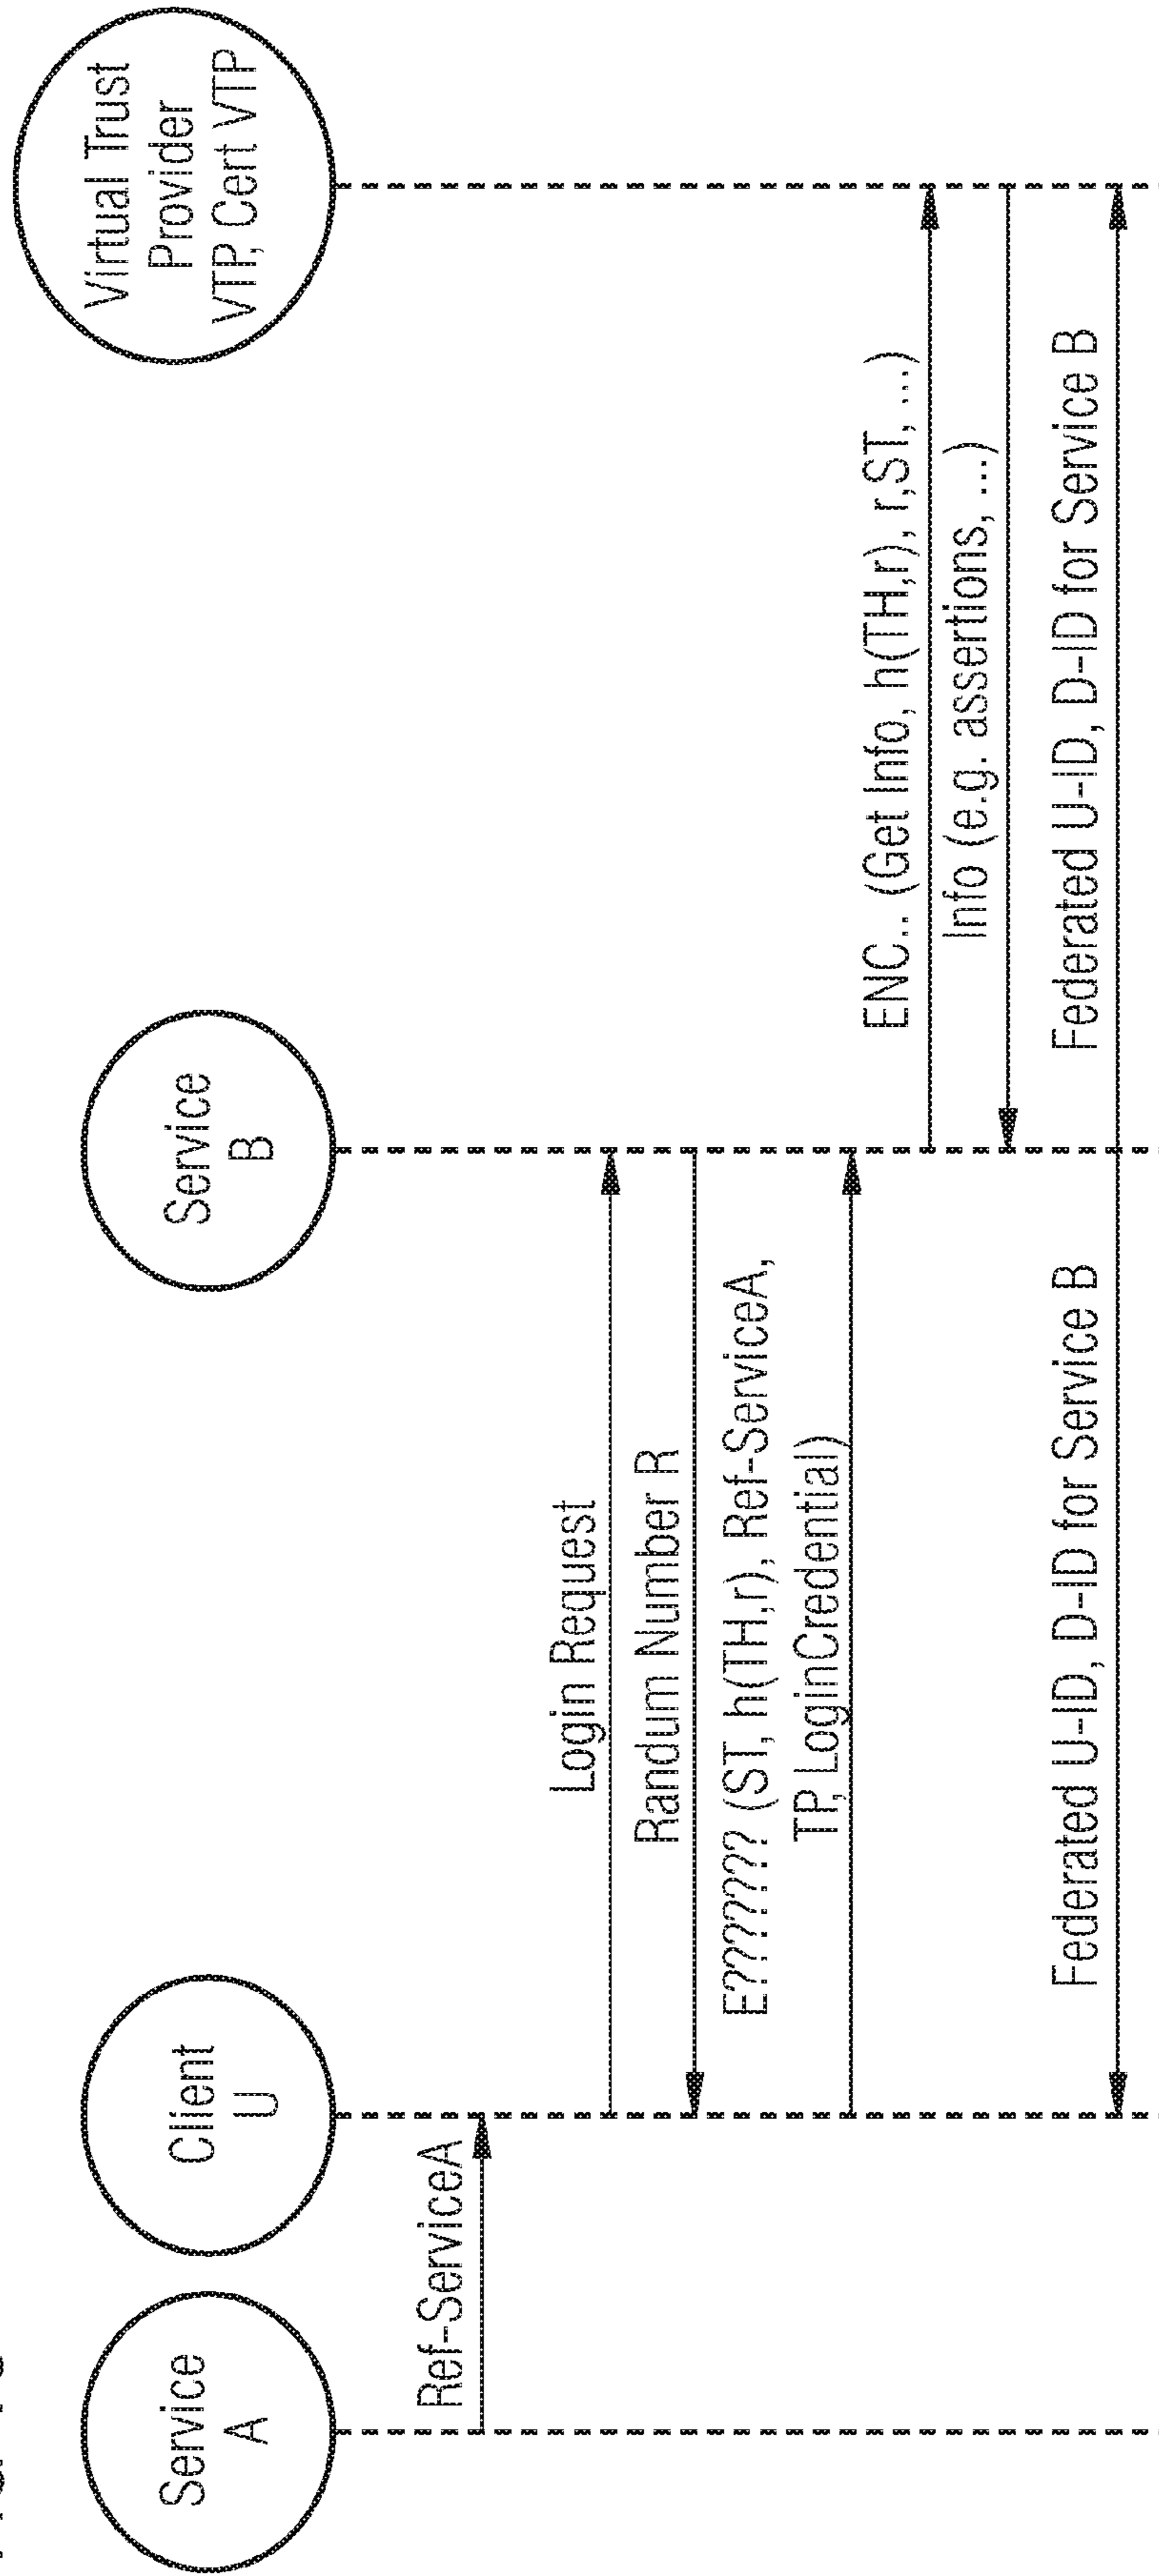 Service
A
Client
U
Service
B
Virtual Trust
Provider
VTP, Cert VTP
Ref-ServiceA
Login Request
Randum Number R
E??????? (ST, h(TH,r), Ref-ServiceA,
TP, LoginCredential)
ENC.. (Get Info, h(TH,r), r,ST, ...)
Info (e.g. assertions, ...)
Federated U-ID, D-ID for Service B
Federated U-ID, D-ID for Service B